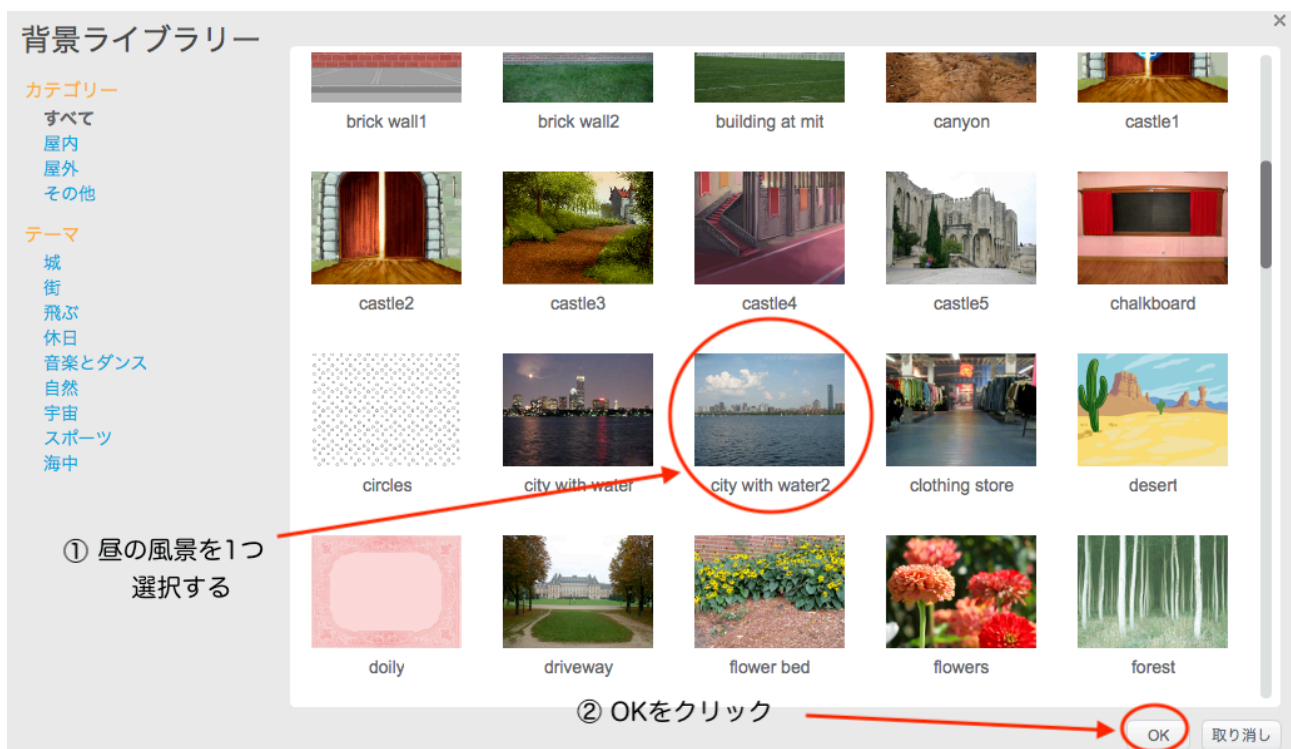 背景ライブラリー
×
カテゴリー
すべて
屋内
屋外
その他
テーマ
城
街
飛ぶ
休日
音楽とダンス
自然
宇宙
スポーツ
海中
brick wall1
brick wall2
building at mit
canyon
castle1
castle2
castle3
castle4
castle5
chalkboard
circles
city with water
city with water2
clothing store
desert
① 昼の風景を1つ
選択する
doily
driveway
flower bed
flowers
forest
② OKをクリック
OK
取り消し